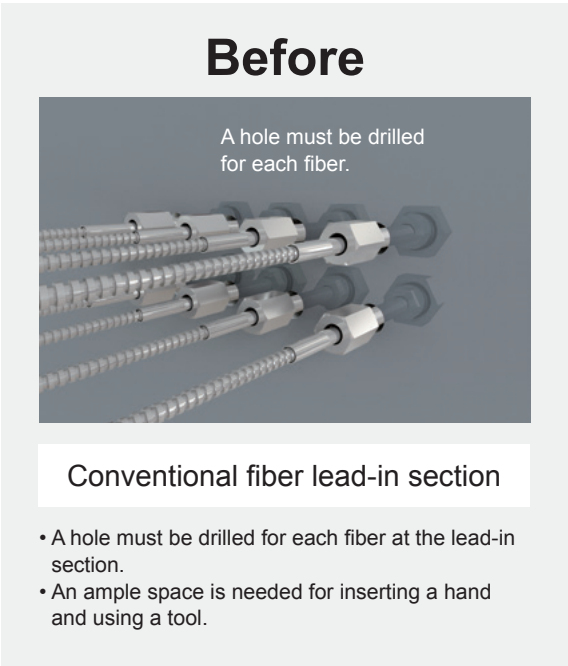 Before
A hole must be drilled
for each fiber.
Conventional fiber lead-in section
• A hole must be drilled for each fiber at the lead-in
section.
• An ample space is needed for inserting a hand
and using a tool.